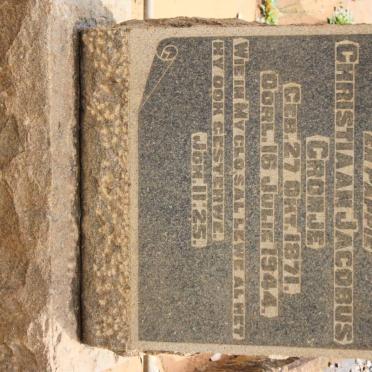 CHRISTIAAN JACOBUS
CRONJE
GEB. 27 OKT. 1871.
OORL. 16 JULIE 1944.
WIE IN MY GLO SAL LEWE AL HET
HY OOK GESTERWE.
JOH. 11:25.